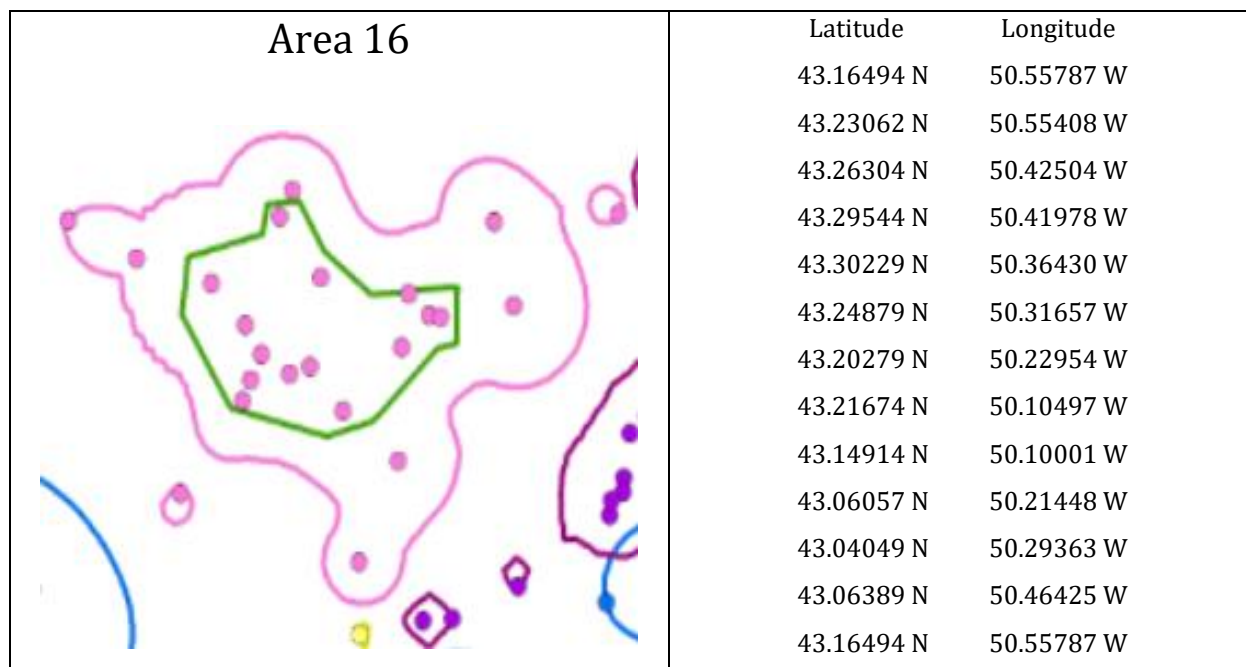 Area 16
Latitude Longitude
43.16494 N 50.55787 W
43.23062 N 50.55408 W
43.26304 N 50.42504 W
43.29544 N 50.41978 W
43.30229 N 50.36430 W
43.24879 N 50.31657 W
43.20279 N 50.22954 W
43.21674 N 50.10497 W
43.14914 N 50.10001 W
43.06057 N 50.21448 W
43.04049 N 50.29363 W
43.06389 N 50.46425 W
43.16494 N 50.55787 W